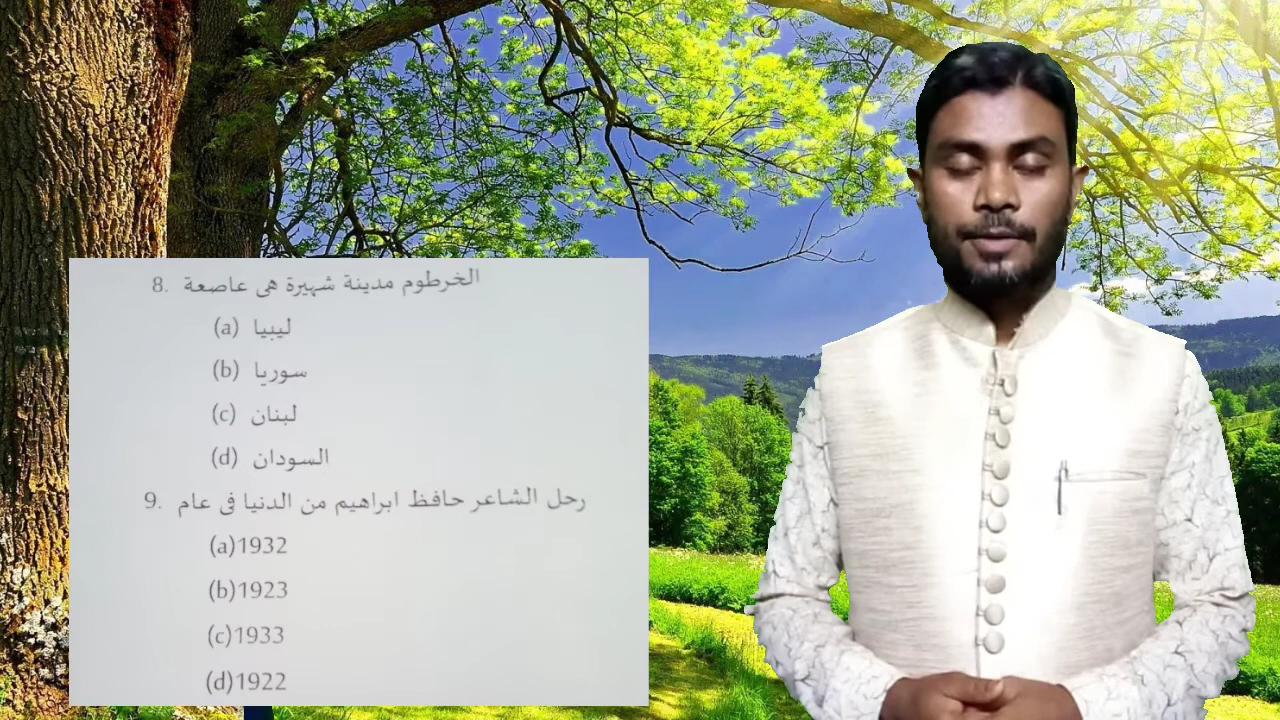 8. الخرطوم مدينة شهيرة هى عاصعة
(a) ليبيا
(b) سوريا
(c) لبنان
(d) السودان
9. رحل الشاعر حافظ ابراهيم من الدنيا فى عام
(a)1932
(b)1923
(c)1933
(d)1922